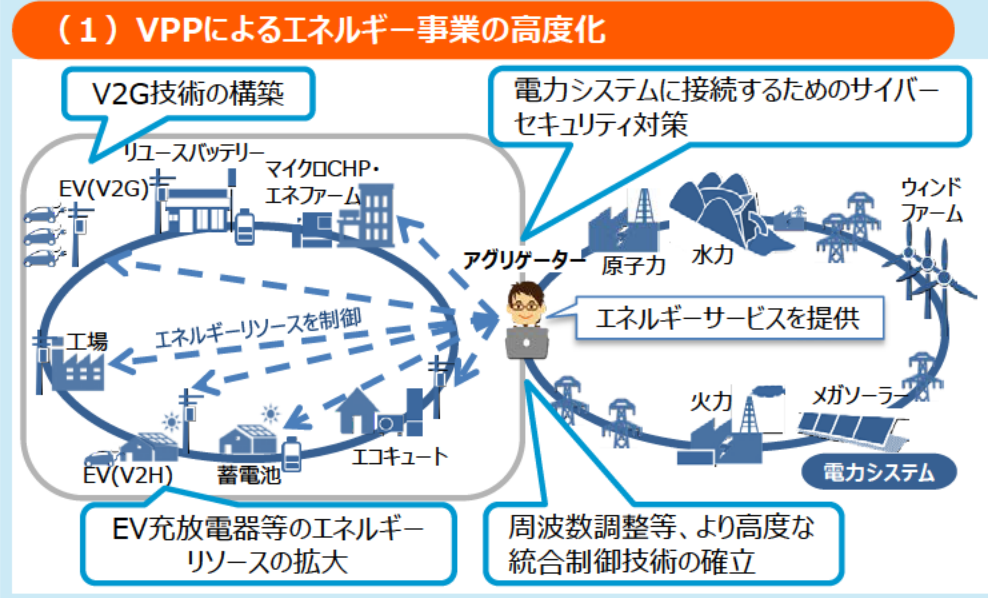 （１）VPPによるエネルギー事業の高度化
V2G技術の構築
電力システムに接続するためのサイバー
セキュリティ対策
リユースバッテリー
マイクロCHP・
エネファーム
EV(V2G)
ウィンド
ファーム
アグリゲーター
原子力
水力
エネルギーリソースを制御
エネルギーサービスを提供
工場
火力
メガソーラー
エコキュート
EV(V2H)
蓄電池
電力システム
EV充放電器等のエネルギー
リソースの拡大
周波数調整等、より高度な
統合制御技術の確立